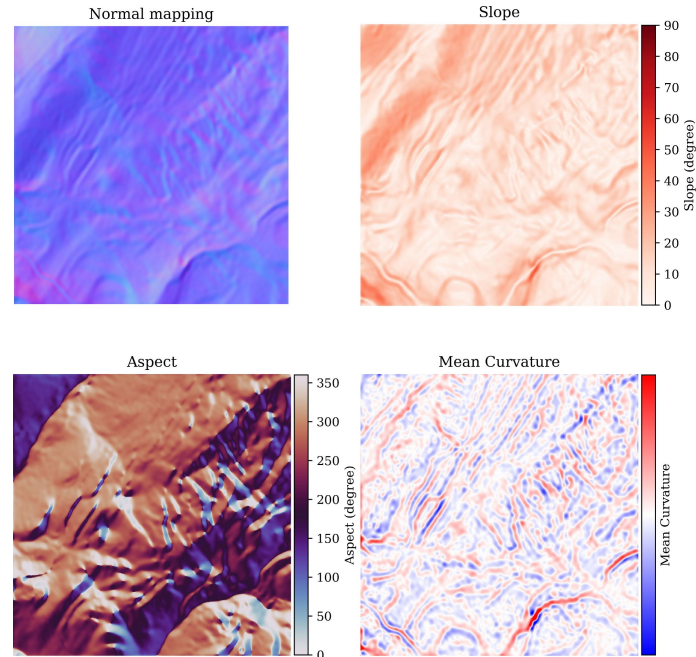 Normal mapping
Slope
90
80
70
60
50
40
30
20
10
0
Slope (degree)
Aspect
350
300
250
200
150
100
50
0
Aspect (degree)
Mean Curvature
Mean Curvature